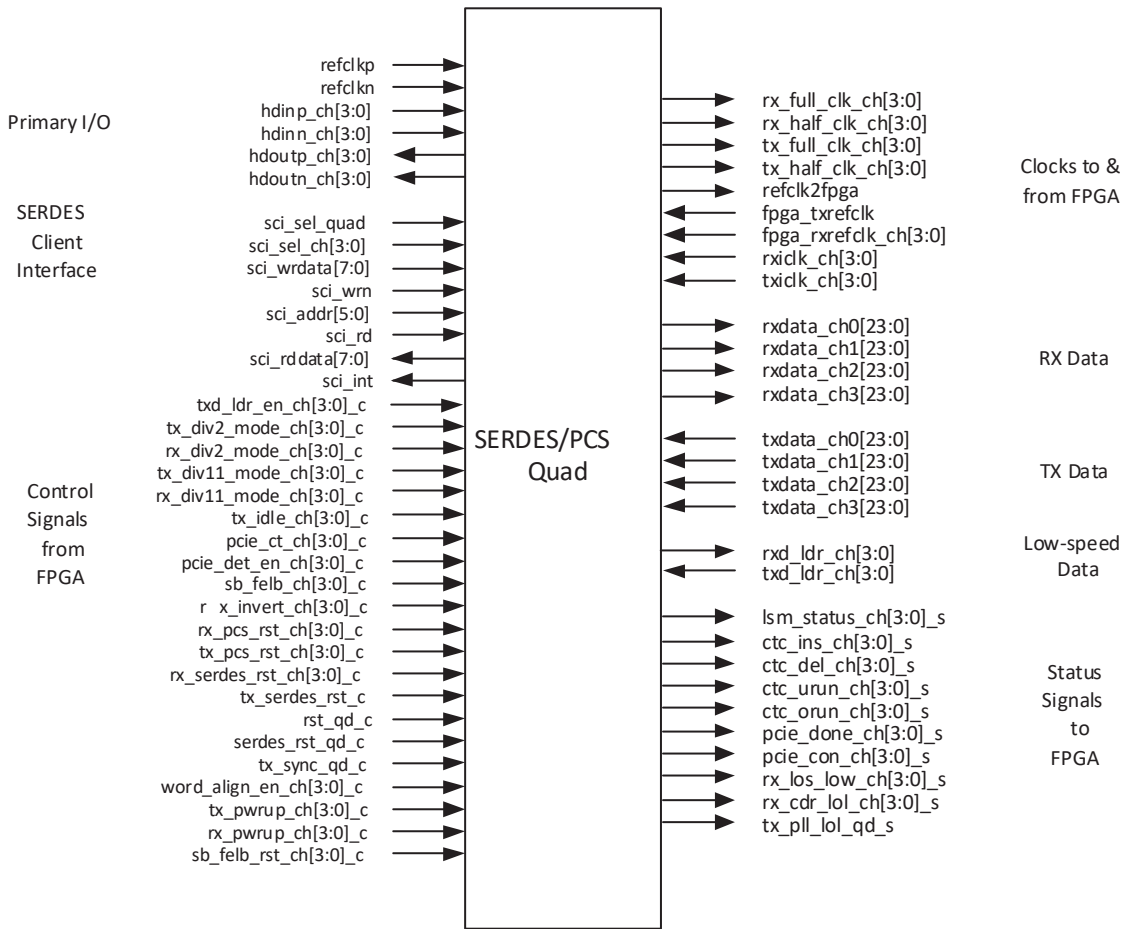 Primary I/O
refclkp
refclkn
hdinp_ch[3:0]
hdinn_ch[3:0]
hdoutp_ch[3:0]
hdoutn_ch[3:0]
SERDES
Client
Interface
sci_sel_quad
sci_sel_ch[3:0]
sci_wrdata[7:0]
sci_wrn
sci_addr[5:0]
sci_rd
sci_rddata[7:0]
sci_int
Control
Signals
from
FPGA
txd_ldr_en_ch[3:0]_c
tx_div2_mode_ch[3:0]_c
rx_div2_mode_ch[3:0]_c
tx_div11_mode_ch[3:0]_c
rx_div11_mode_ch[3:0]_c
tx_idle_ch[3:0]_c
pcie_ct_ch[3:0]_c
pcie_det_en_ch[3:0]_c
sb_felb_ch[3:0]_c
r x_invert_ch[3:0]_c
rx_pcs_rst_ch[3:0]_c
tx_pcs_rst_ch[3:0]_c
rx_serdes_rst_ch[3:0]_c
tx_serdes_rst_c
rst_qd_c
serdes_rst_qd_c
tx_sync_qd_c
word_align_en_ch[3:0]_c
tx_pwrup_ch[3:0]_c
rx_pwrup_ch[3:0]_c
sb_felb_rst_ch[3:0]_c
SERDES/PCS
Quad
rx_full_clk_ch[3:0]
rx_half_clk_ch[3:0]
tx_full_clk_ch[3:0]
tx_half_clk_ch[3:0]
refclk2fpga
fpga_txrefclk
fpga_rxrefclk_ch[3:0]
rxiclk_ch[3:0]
txiclk_ch[3:0]
Clocks to &
from FPGA
rxdata_ch0[23:0]
rxdata_ch1[23:0]
rxdata_ch2[23:0]
rxdata_ch3[23:0]
RX Data
txdata_ch0[23:0]
txdata_ch1[23:0]
txdata_ch2[23:0]
txdata_ch3[23:0]
TX Data
rxd_ldr_ch[3:0]
txd_ldr_ch[3:0]
Low-speed
Data
lsm_status_ch[3:0]_s
ctc_ins_ch[3:0]_s
ctc_del_ch[3:0]_s
ctc_urun_ch[3:0]_s
ctc_orun_ch[3:0]_s
pcie_done_ch[3:0]_s
pcie_con_ch[3:0]_s
rx_los_low_ch[3:0]_s
rx_cdr_lol_ch[3:0]_s
tx_pll_lol_qd_s
Status
Signals
to
FPGA